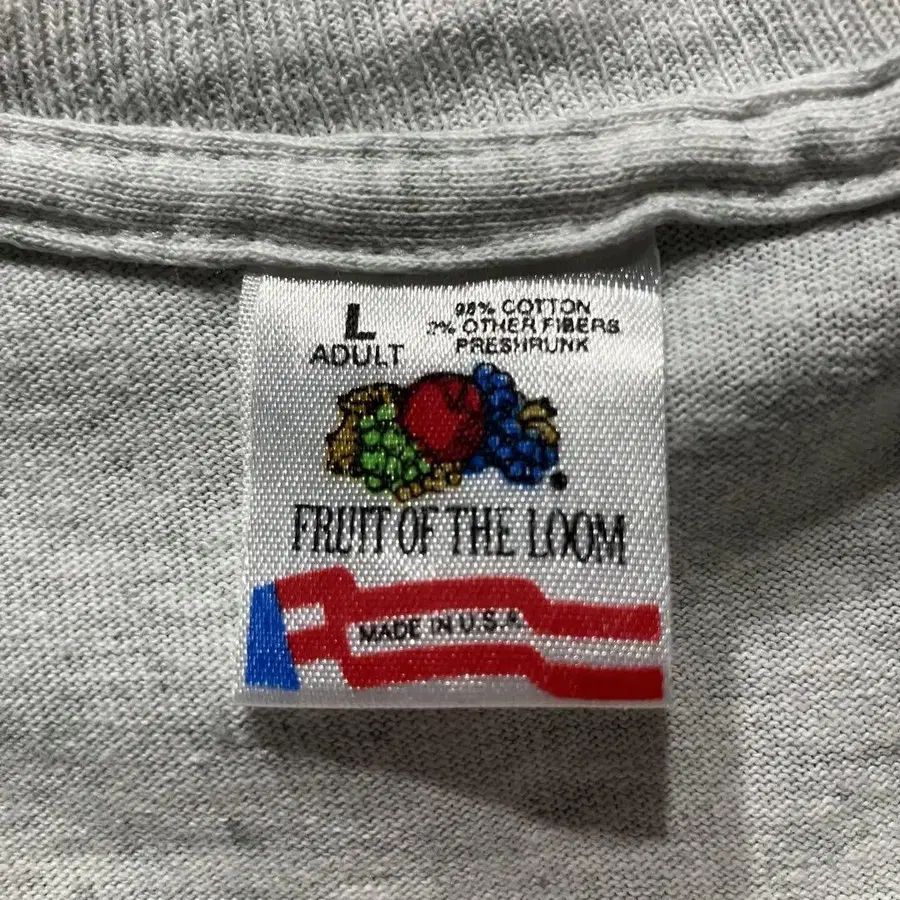 L
ADULT
98% COTTON
2% OTHER FIBERS
PRESHRUNK
FRUIT OF THE LOOM
MADE IN U.S.A.